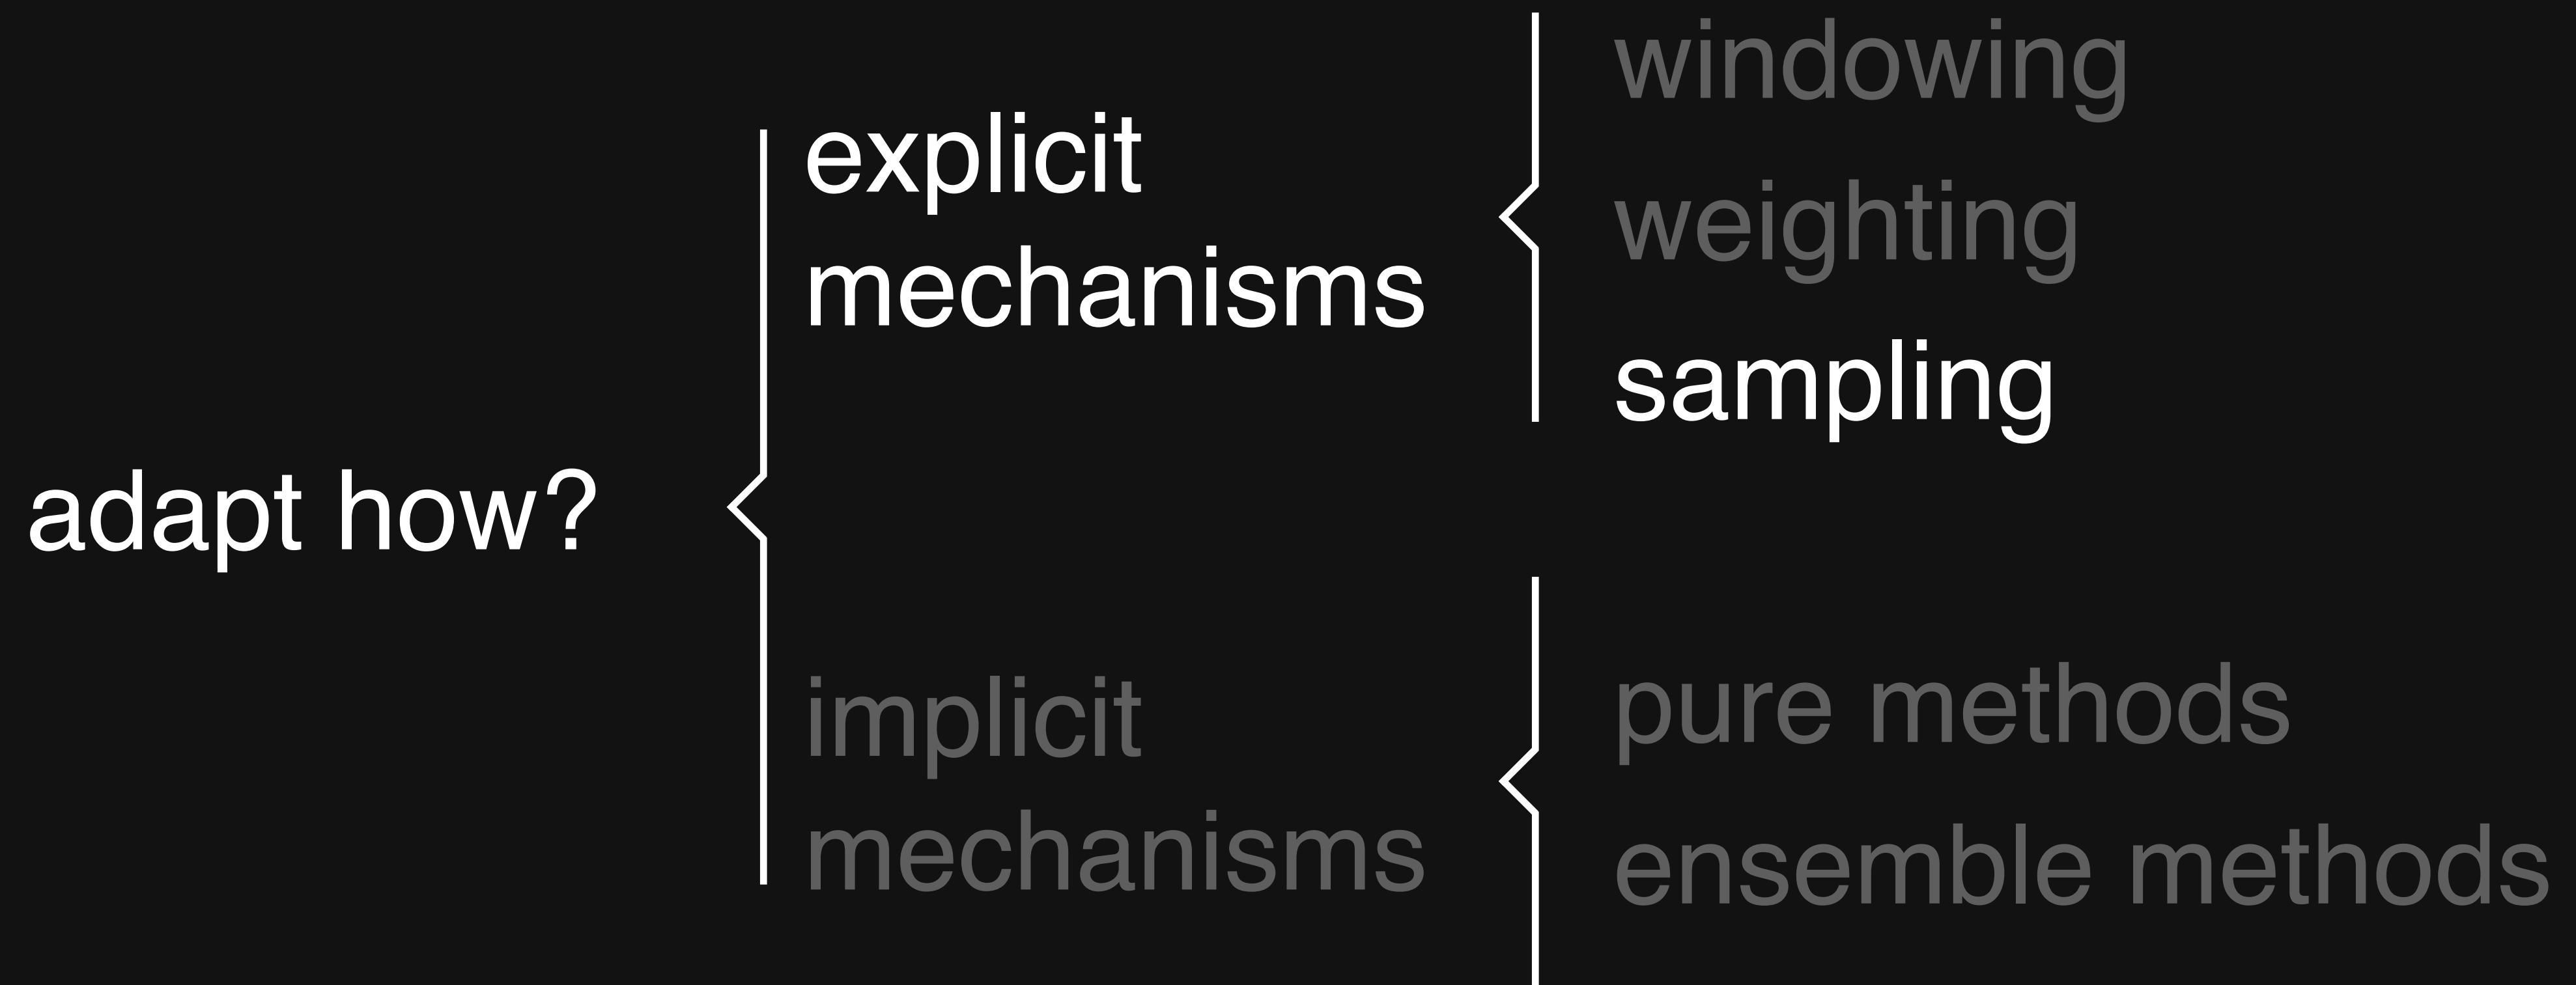 adapt how?
explicit
mechanisms
windowing
weighting
sampling
implicit
mechanisms
pure methods
ensemble methods